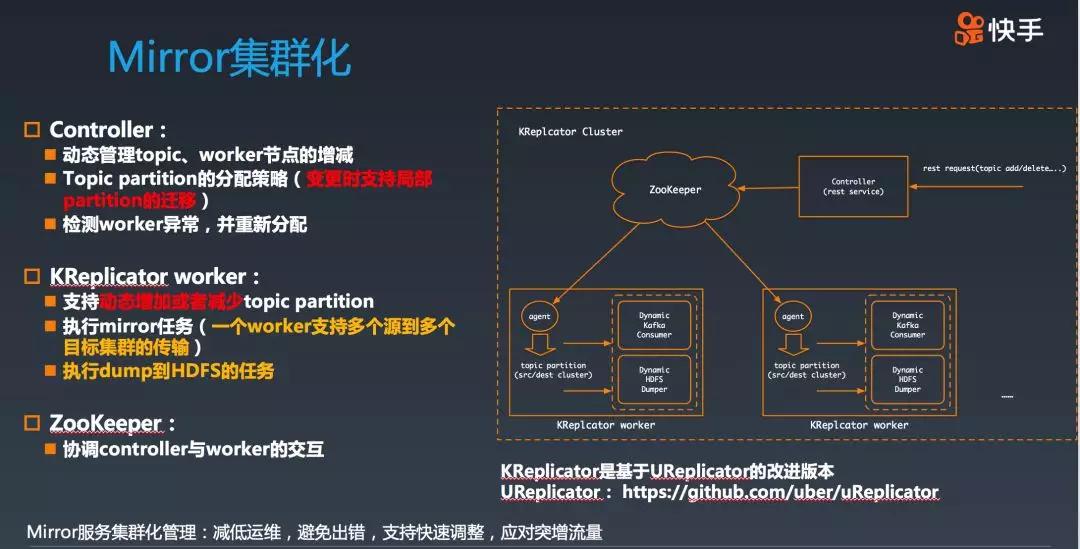 快手
Mirror集群化
Controller：
动态管理topic、worker节点的增减
Topic partition的分配策略（变更时支持局部
partition的迁移）
检测worker异常，并重新分配
KReplicator worker：
支持动态增加或者减少topic partition
执行mirror任务（一个worker支持多个源到多个
目标集群的传输）
执行dump到HDFS的任务
ZooKeeper：
协调controller与worker的交互
KReplcator Cluster
ZooKeeper
Controller
(rest service)
rest request(topic add/delete……)
agent
topic partition
(src/dest cluster)
Dynamic
Kafka
Consumer
Dynamic
HDFS
Dumper
KReplcator worker
agent
topic partition
(src/dest cluster)
Dynamic
Kafka
Consumer
Dynamic
HDFS
Dumper
……
KReplcator worker
KReplicator是基于UReplicator的改进版本
UReplicator： https://github.com/uber/uReplicator
Mirror服务集群化管理：减低运维，避免出错，支持快速调整，应对突增流量